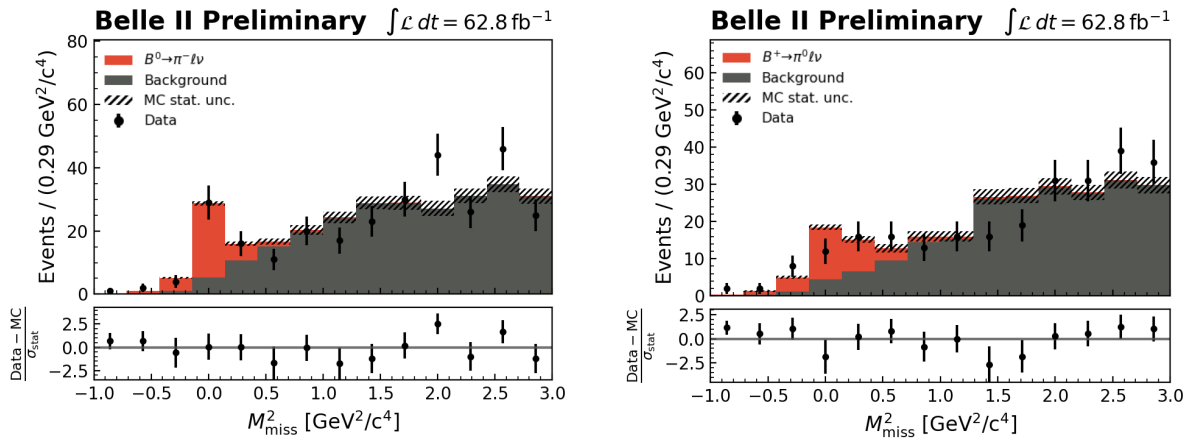 Belle II Preliminary ∫ℒ dt = 62.8 fb⁻¹
80
60
40
20
0
Events / (0.29 GeV²/c⁴)
B⁰→π⁻ℓν
Background
MC stat. unc.
Data
2.5
0.0
−2.5
Data − MC
σstat
−1.0 −0.5 0.0 0.5 1.0 1.5 2.0 2.5 3.0
M²miss [GeV²/c⁴]
Belle II Preliminary ∫ℒ dt = 62.8 fb⁻¹
60
50
40
30
20
10
0
Events / (0.29 GeV²/c⁴)
B⁺→π⁰ℓν
Background
MC stat. unc.
Data
2.5
0.0
−2.5
Data − MC
σstat
−1.0 −0.5 0.0 0.5 1.0 1.5 2.0 2.5 3.0
M²miss [GeV²/c⁴]